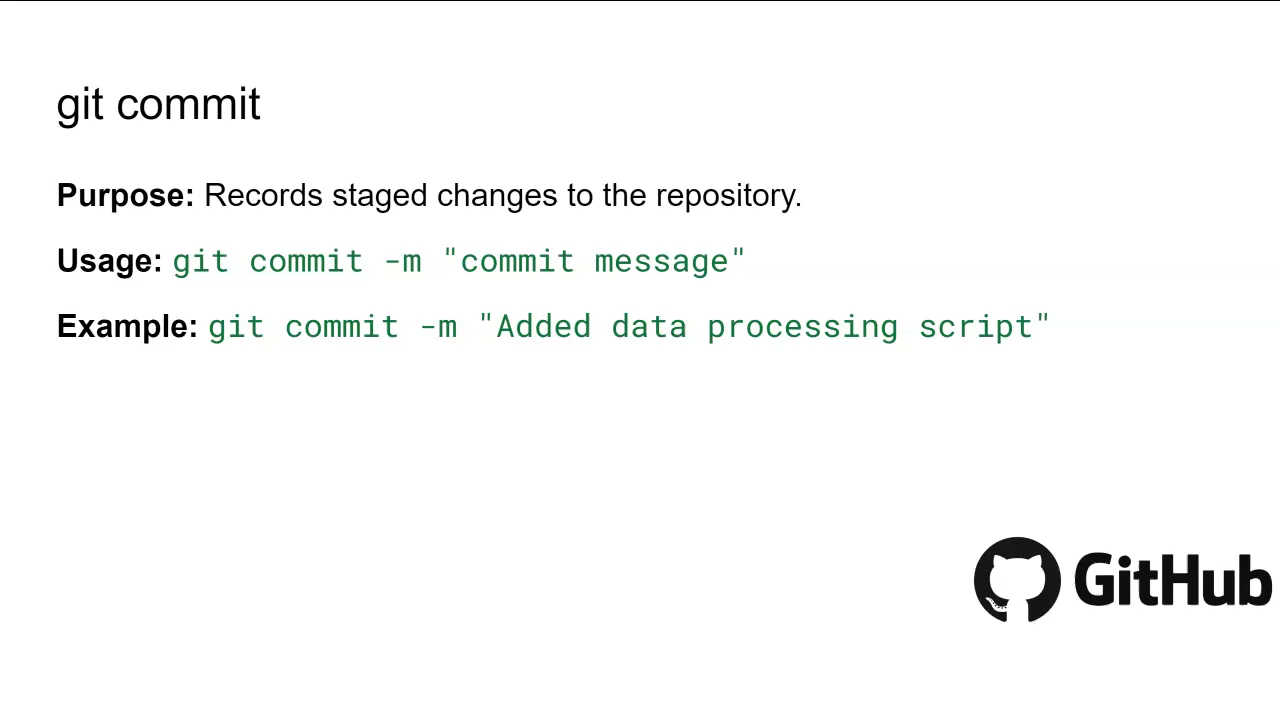 git commit
Purpose: Records staged changes to the repository.
Usage: git commit -m "commit message"
Example: git commit -m "Added data processing script"
GitHub